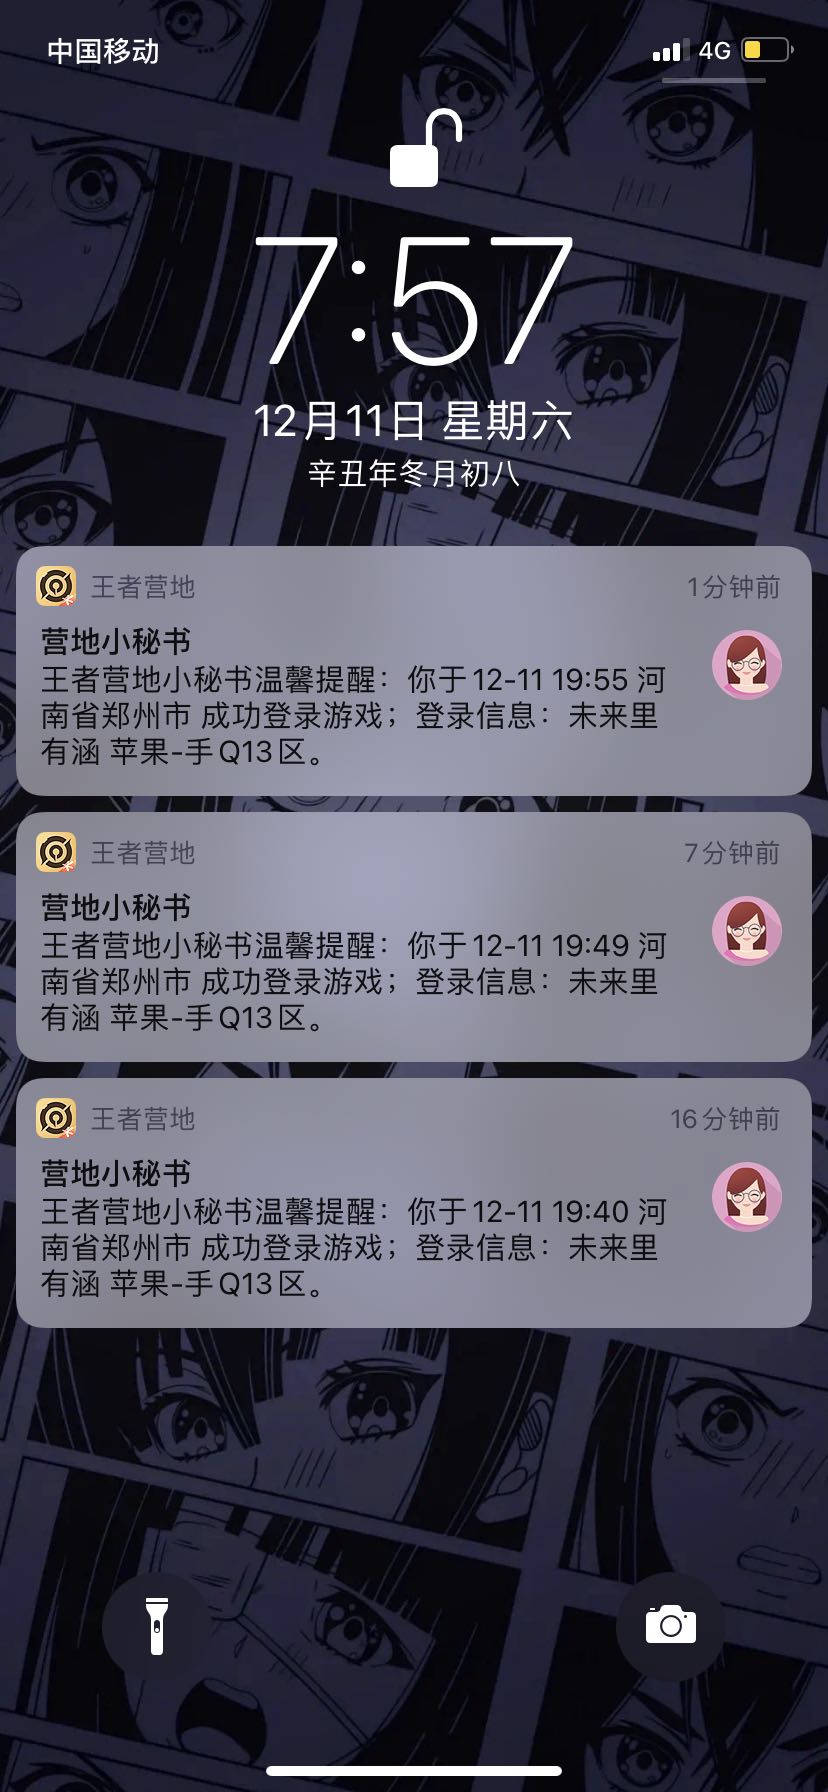 中国移动
4G
7:57
12月11日 星期六
辛丑年冬月初八
王者营地
1分钟前
营地小秘书
王者营地小秘书温馨提醒：你于12-11 19:55 河
南省郑州市 成功登录游戏；登录信息：未来里
有涵 苹果-手Q13区。
王者营地
7分钟前
营地小秘书
王者营地小秘书温馨提醒：你于12-11 19:49 河
南省郑州市 成功登录游戏；登录信息：未来里
有涵 苹果-手Q13区。
王者营地
16分钟前
营地小秘书
王者营地小秘书温馨提醒：你于12-11 19:40 河
南省郑州市 成功登录游戏；登录信息：未来里
有涵 苹果-手Q13区。